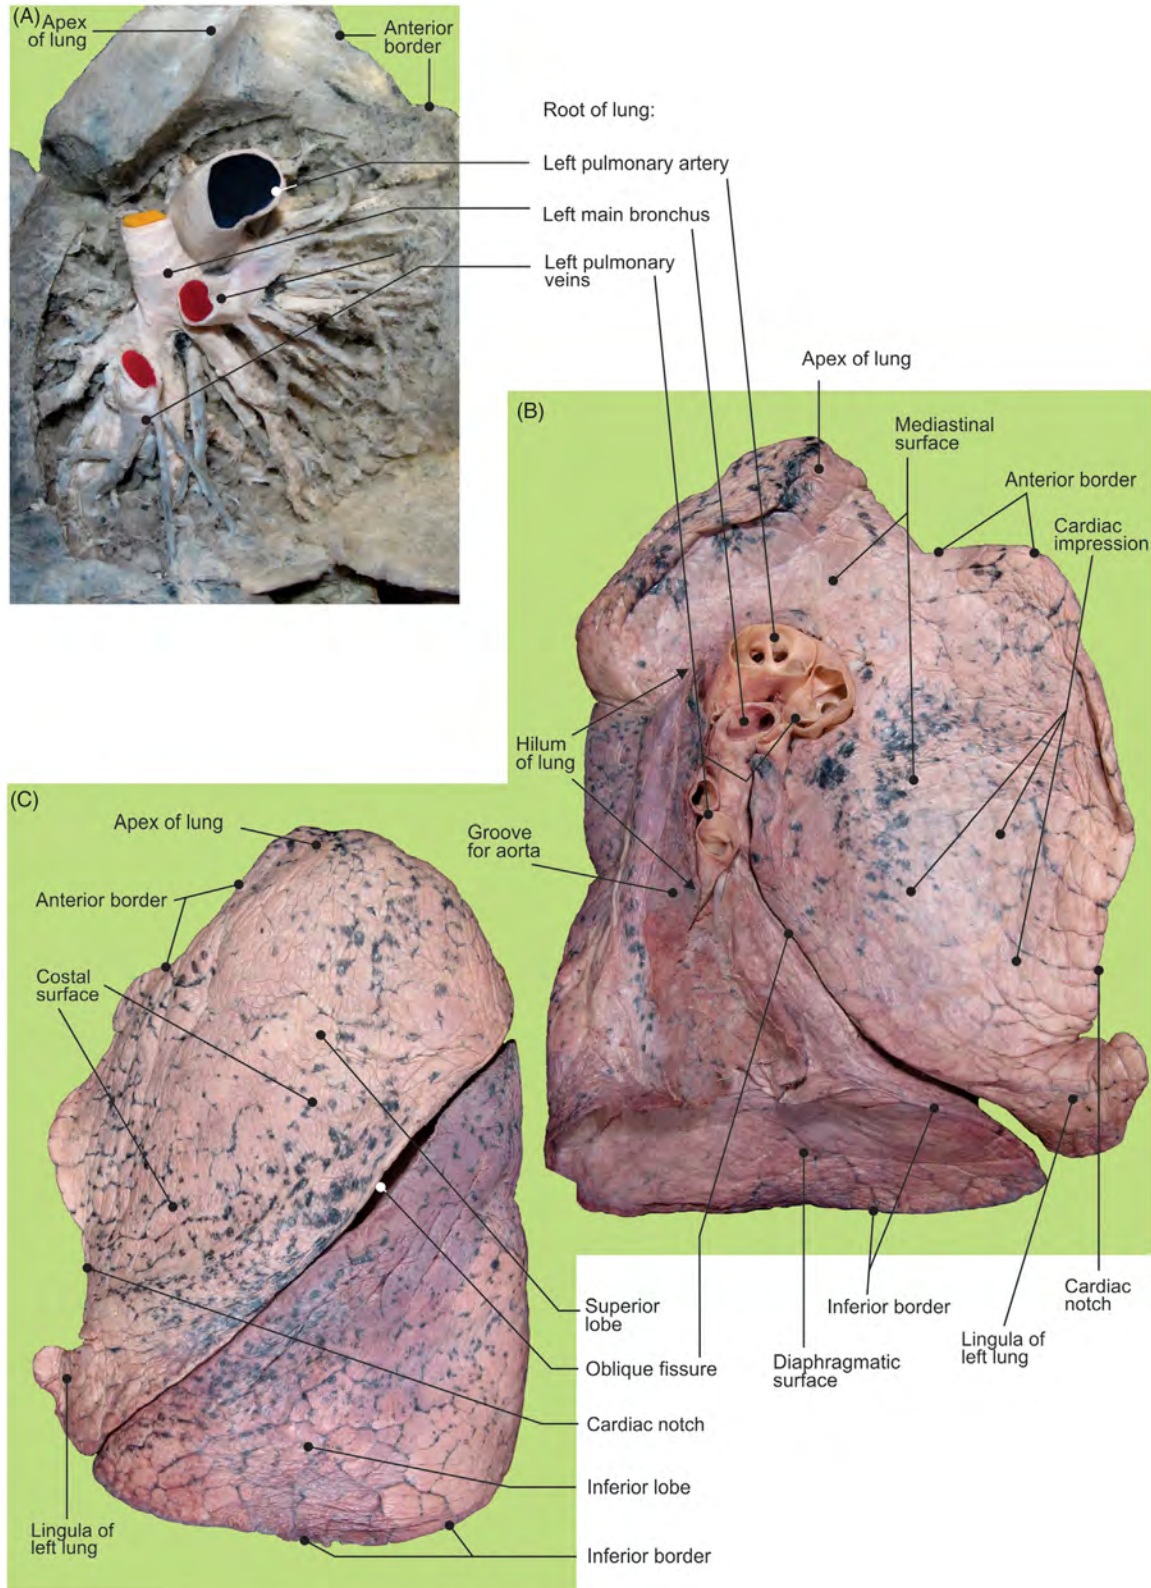 (A)
Apex
of lung
Anterior
border
Root of lung:
Left pulmonary artery
Left main bronchus
Left pulmonary
veins
Apex of lung
(B)
Mediastinal
surface
Anterior border
Cardiac
impression
Hilum
of lung
Groove
for aorta
(C)
Apex of lung
Anterior border
Costal
surface
Superior
lobe
Inferior border
Cardiac
notch
Lingula of
left lung
Diaphragmatic
surface
Oblique fissure
Cardiac notch
Inferior lobe
Lingula of
left lung
Inferior border